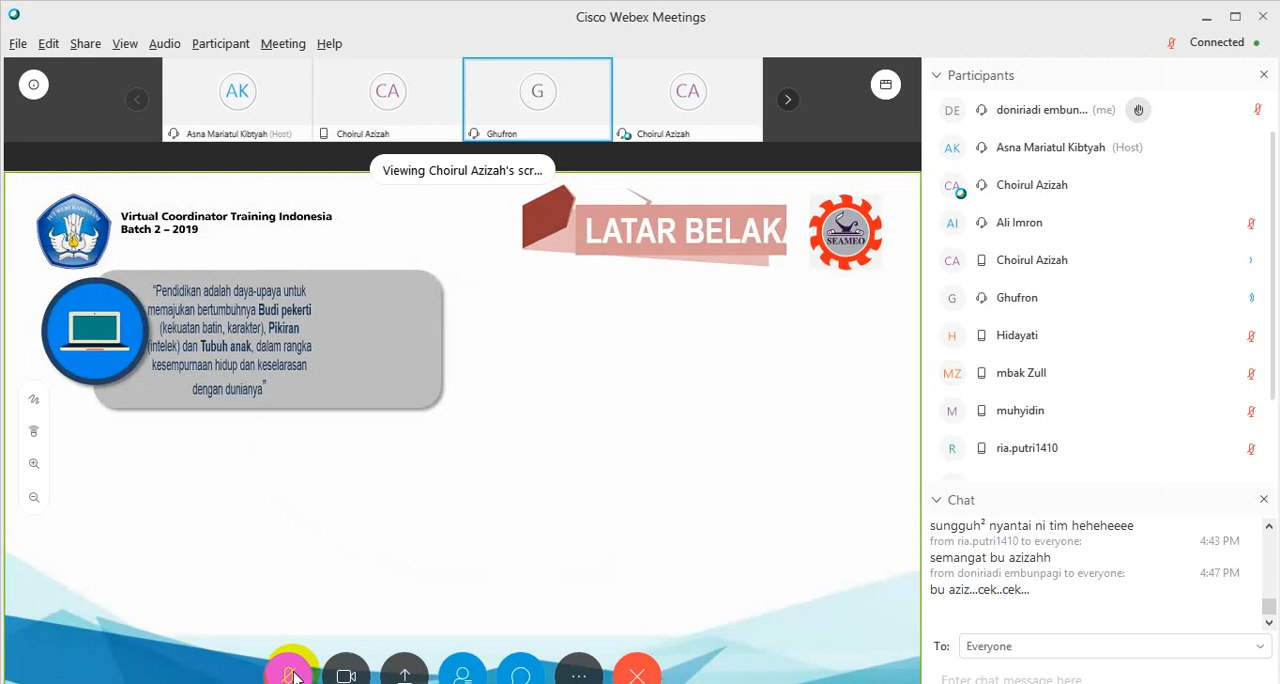 Cisco Webex Meetings
File Edit Share View Audio Participant Meeting Help
Connected
AK
CA
G
CA
Asna Mariatul Kibtyah (Host)
Choirul Azizah
Ghufron
Choirul Azizah
Viewing Choirul Azizah's scr...
Virtual Coordinator Training Indonesia
Batch 2 – 2019
LATAR BELAKA
SEAMEO
“Pendidikan adalah daya-upaya untuk
memajukan bertumbuhnya Budi pekerti
(kekuatan batin, karakter), Pikiran
(intelek) dan Tubuh anak, dalam rangka
kesempurnaan hidup dan keselarasan
dengan dunianya”
Participants
DE doniriadi embun... (me)
AK Asna Mariatul Kibtyah (Host)
CA Choirul Azizah
AI Ali Imron
CA Choirul Azizah
G Ghufron
H Hidayati
MZ mbak Zull
M muhyidin
R ria.putri1410
Chat
sungguh² nyantai ni tim heheheeee
from ria.putri1410 to everyone: 4:43 PM
semangat bu azizahh
from doniriadi embunpagi to everyone: 4:47 PM
bu aziz...cek..cek...
To: Everyone
Enter chat message here